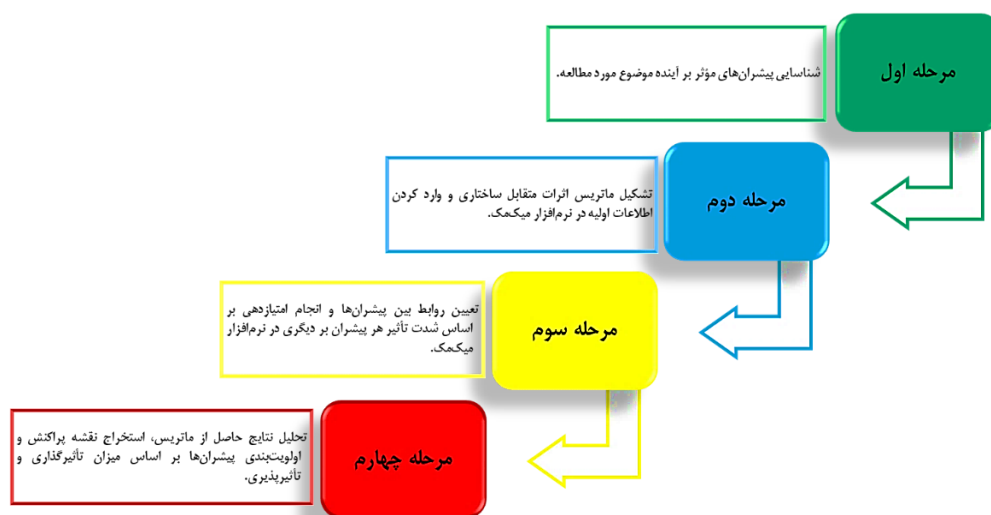 مرحله اول
شناسایی پیشران‌های مؤثر بر آینده موضوع مورد مطالعه.
مرحله دوم
تشکیل ماتریس اثرات متقابل ساختاری و وارد کردن
اطلاعات اولیه در نرم‌افزار میک‌مک.
مرحله سوم
تعیین روابط بین پیشران‌ها و انجام امتیازدهی بر
اساس شدت تأثیر هر پیشران بر دیگری در نرم‌افزار
میک‌مک.
مرحله چهارم
تحلیل نتایج حاصل از ماتریس، استخراج نقشه پراکنش و
اولویت‌بندی پیشران‌ها بر اساس میزان تأثیرگذاری و
تأثیرپذیری.